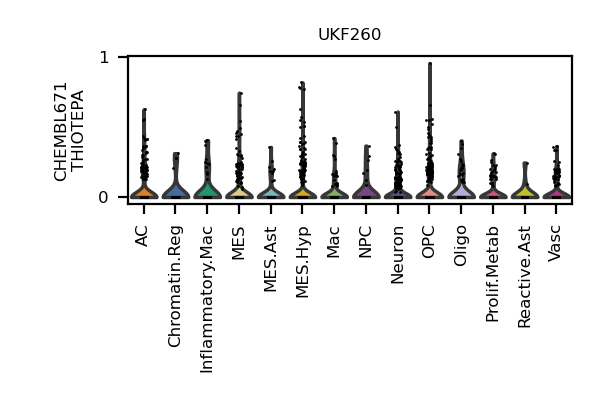 UKF260
CHEMBL671
THIOTEPA
1
0
AC
Chromatin.Reg
Inflammatory.Mac
MES
MES.Ast
MES.Hyp
Mac
NPC
Neuron
OPC
Oligo
Prolif.Metab
Reactive.Ast
Vasc